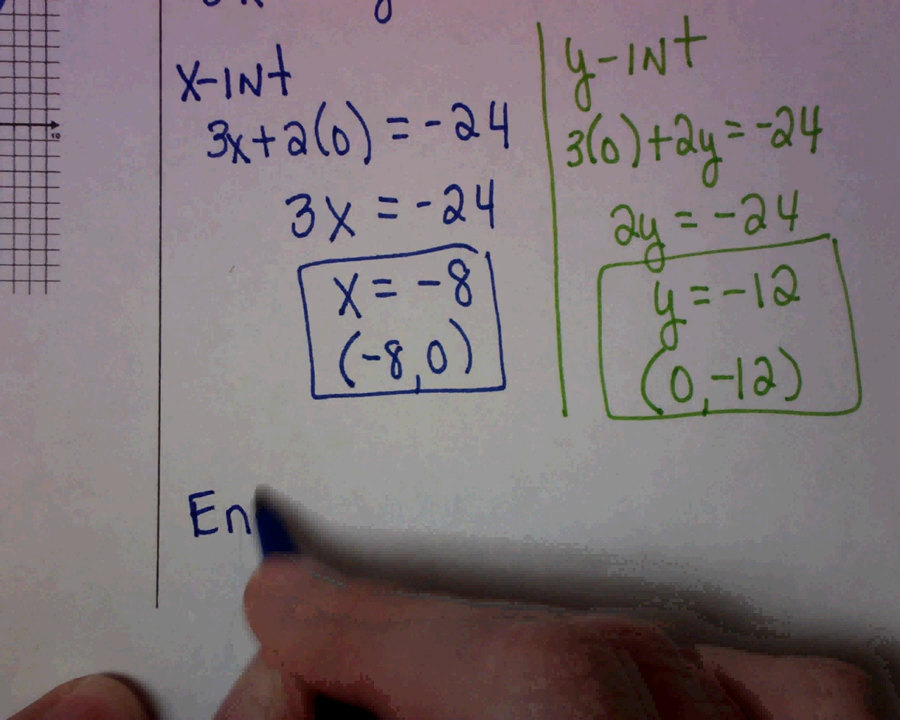 x-INt
3x+2(0) = -24
3x = -24
x = -8
(-8,0)
y-INt
3(0)+2y = -24
2y = -24
y = -12
(0,-12)
En